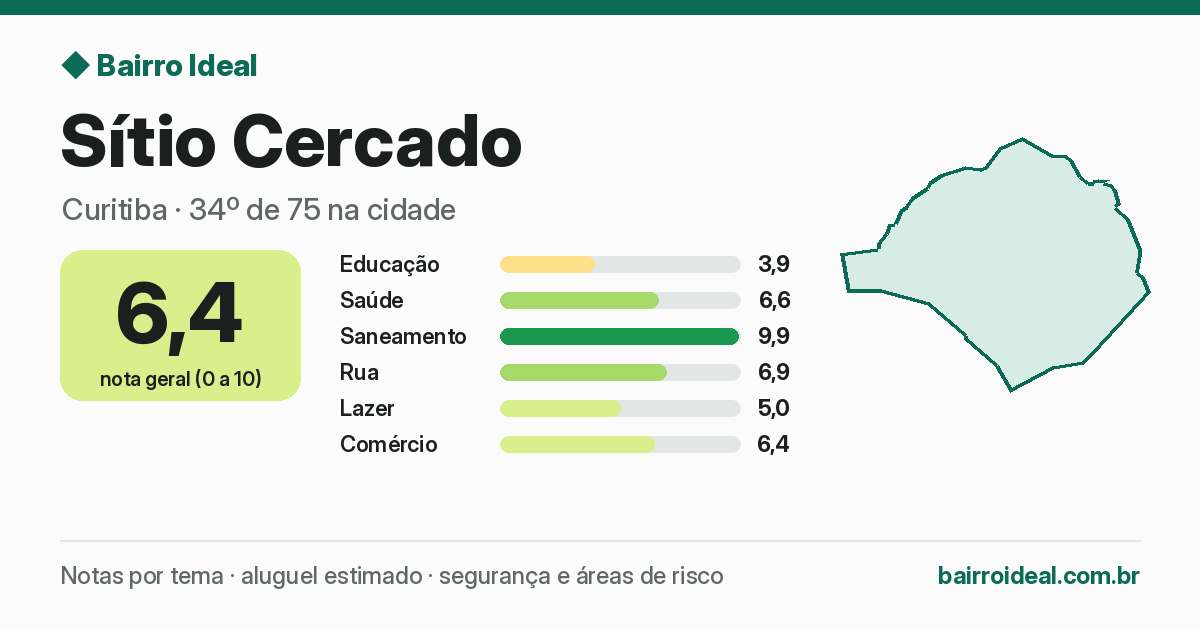 Bairro Ideal
Sítio Cercado
Curitiba · 34º de 75 na cidade
6,4
nota geral (0 a 10)
Educação 3,9
Saúde 6,6
Saneamento 9,9
Rua 6,9
Lazer 5,0
Comércio 6,4
Notas por tema · aluguel estimado · segurança e áreas de risco
bairroideal.com.br